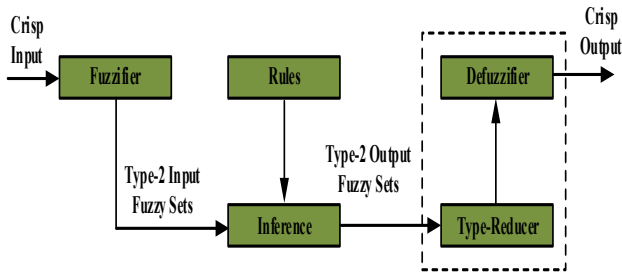 Crisp
Input
Fuzzifier
Rules
Defuzzifier
Crisp
Output
Type-2 Input
Fuzzy Sets
Type-2 Output
Fuzzy Sets
Inference
Type-Reducer